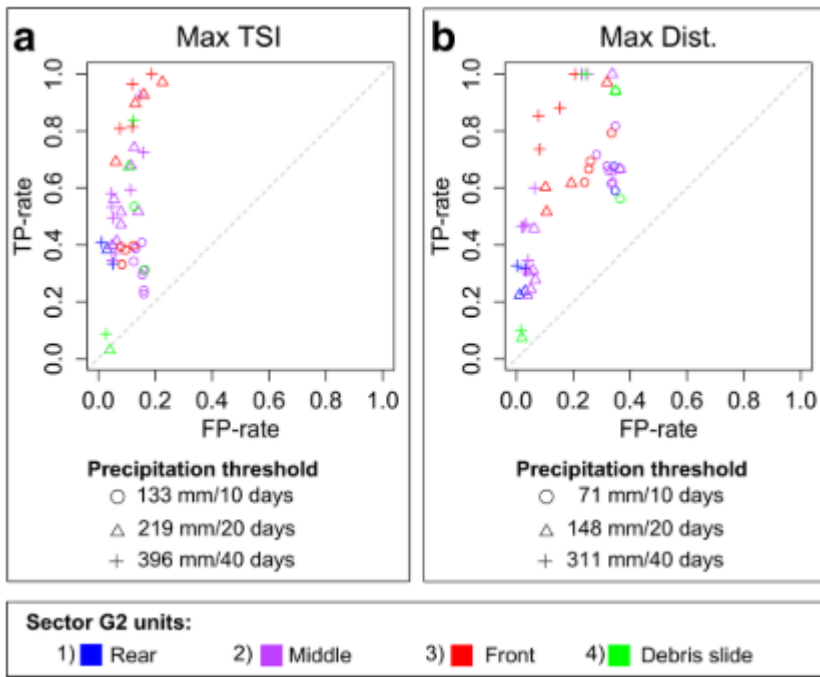 a Max TSI
TP-rate
0.0 0.2 0.4 0.6 0.8 1.0
0.0 0.2 0.4 0.6 0.8 1.0
FP-rate
Precipitation threshold
133 mm/10 days
219 mm/20 days
396 mm/40 days
b Max Dist.
TP-rate
0.0 0.2 0.4 0.6 0.8 1.0
0.0 0.2 0.4 0.6 0.8 1.0
FP-rate
Precipitation threshold
71 mm/10 days
148 mm/20 days
311 mm/40 days
Sector G2 units:
1) Rear 2) Middle 3) Front 4) Debris slide